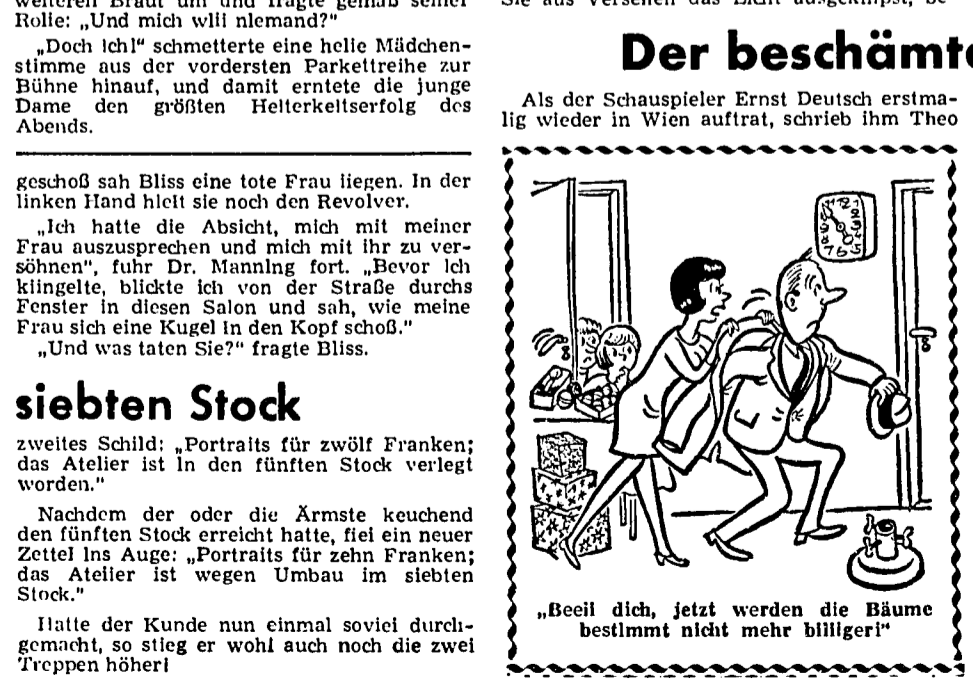 weiteren Braut um und fragte gemäß seiner
Rolle: „Und mich will niemand?"
„Doch ich!" schmetterte eine helle Mädchen-
stimme aus der vordersten Parkettreihe zur
Bühne hinauf, und damit erntete die junge
Dame den größten Heiterkeitserfolg des
Abends.
geschoß sah Bliss eine tote Frau liegen. In der
linken Hand hielt sie noch den Revolver.
„Ich hatte die Absicht, mich mit meiner
Frau auszusprechen und mich mit ihr zu ver-
söhnen", fuhr Dr. Manning fort. „Bevor ich
klingelte, blickte ich von der Straße durchs
Fenster in diesen Salon und sah, wie meine
Frau sich eine Kugel in den Kopf schoß."
„Und was taten Sie?" fragte Bliss.
siebten Stock
zweites Schild: „Portraits für zwölf Franken;
das Atelier ist in den fünften Stock verlegt
worden."
Nachdem der oder die Ärmste keuchend
den fünften Stock erreicht hatte, fiel ein neuer
Zettel ins Auge: „Portraits für zehn Franken;
das Atelier ist wegen Umbau im siebten
Stock."
Hatte der Kunde nun einmal soviel durch-
gemacht, so stieg er wohl auch noch die zwei
Treppen höher!
Sie aus Versehen das Licht ausgeknipst, be-
Der beschämte
Als der Schauspieler Ernst Deutsch erstma-
lig wieder in Wien auftrat, schrieb ihm Theo
„Beeil dich, jetzt werden die Bäume
bestimmt nicht mehr billiger!"